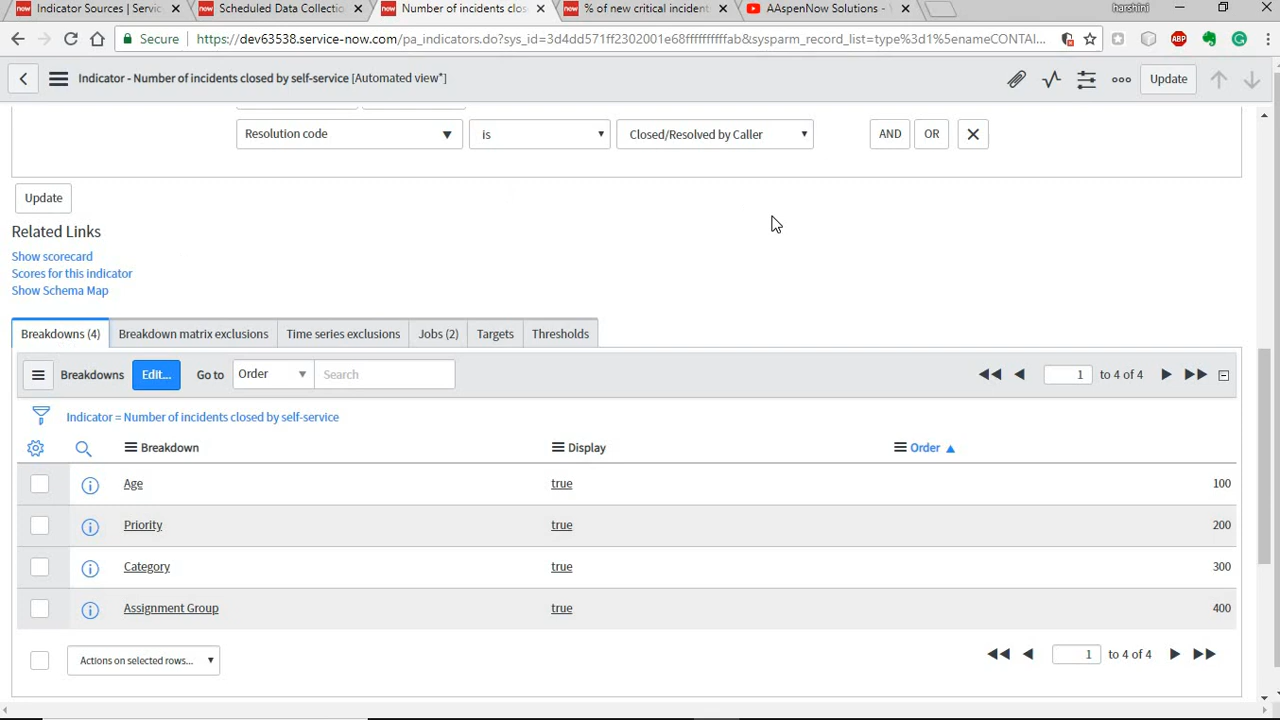 Indicator Sources | Servic
Scheduled Data Collectio
Number of incidents clos
% of new critical incident
AAspenNow Solutions -
harshini
Secure
https://dev63538.service-now.com/pa_indicators.do?sys_id=3d4dd571ff2302001e68ffffffffffab&sysparm_record_list=type%3d1%5enameCONTAI...
ABP
Indicator - Number of incidents closed by self-service [Automated view*]
Update
Resolution code
is
Closed/Resolved by Caller
AND
OR
Update
Related Links
Show scorecard
Scores for this indicator
Show Schema Map
Breakdowns (4)
Breakdown matrix exclusions
Time series exclusions
Jobs (2)
Targets
Thresholds
Breakdowns
Edit...
Go to
Order
Search
1
to 4 of 4
Indicator = Number of incidents closed by self-service
Breakdown
Display
Order
Age
true
100
Priority
true
200
Category
true
300
Assignment Group
true
400
Actions on selected rows...
1
to 4 of 4